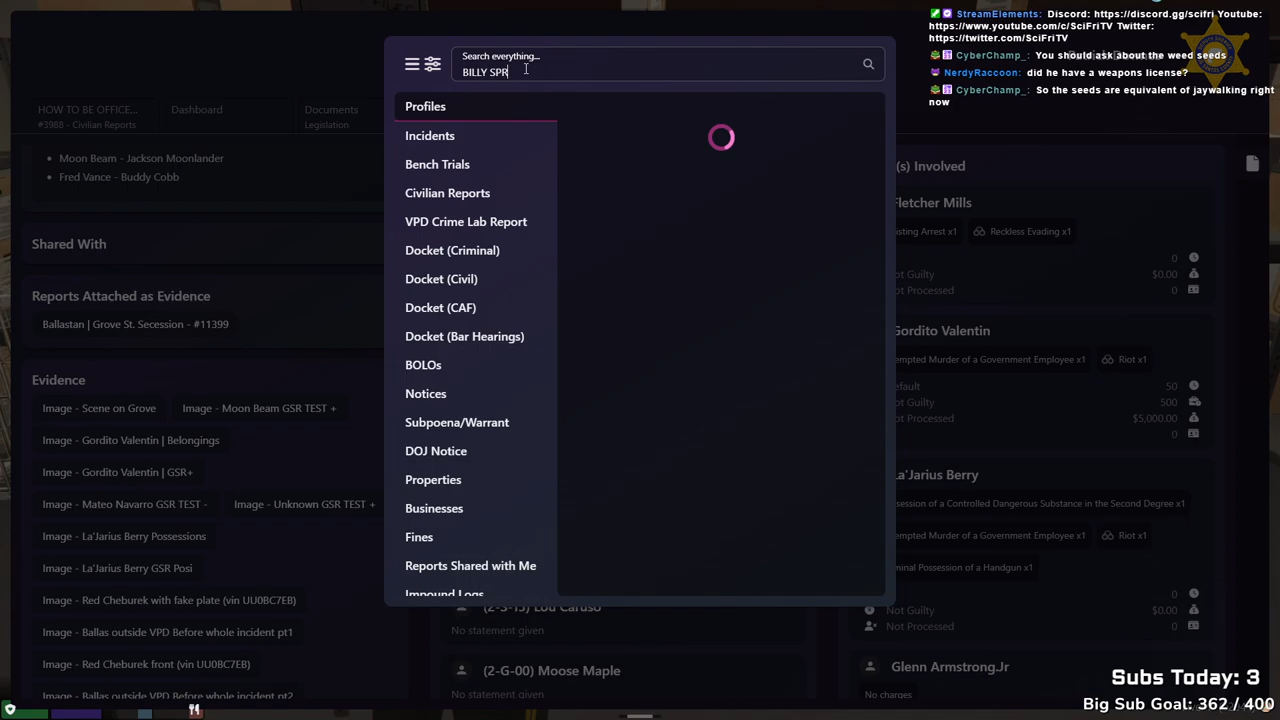 StreamElements: Discord: https://discord.gg/scifri Youtube:
https://www.youtube.com/c/SciFriTV Twitter:
https://twitter.com/SciFriTV
CyberChamp_: You should ask about the weed seeds
NerdyRaccoon: did he have a weapons license?
CyberChamp_: So the seeds are equivalent of jaywalking right
now
Search everything...
BILLY SPR
HOW TO BE OFFICE...
#3988 - Civilian Reports
Dashboard
Documents
Legislation
Moon Beam - Jackson Moonlander
Fred Vance - Buddy Cobb
Shared With
Reports Attached as Evidence
Ballastan | Grove St. Secession - #11399
Evidence
Image - Scene on Grove
Image - Moon Beam GSR TEST +
Image - Gordito Valentin | Belongings
Image - Gordito Valentin | GSR+
Image - Mateo Navarro GSR TEST -
Image - Unknown GSR TEST +
Image - La'Jarius Berry Possessions
Image - La'Jarius Berry GSR Posi
Image - Red Cheburek with fake plate (vin UU0BC7EB)
Image - Ballas outside VPD Before whole incident pt1
Image - Red Cheburek front (vin UU0BC7EB)
Image - Ballas outside VPD Before whole incident pt2
Profiles
Incidents
Bench Trials
Civilian Reports
VPD Crime Lab Report
Docket (Criminal)
Docket (Civil)
Docket (CAF)
Docket (Bar Hearings)
BOLOs
Notices
Subpoena/Warrant
DOJ Notice
Properties
Businesses
Fines
Reports Shared with Me
Impound Logs
(2-S-15) Lou Caruso
No statement given
(2-G-00) Moose Maple
No statement given
(s) Involved
Fletcher Mills
sting Arrest x1
Reckless Evading x1
0
ot Guilty
$0.00
ot Processed
0
Gordito Valentin
empted Murder of a Government Employee x1
Riot x1
efault
50
ot Guilty
500
ot Processed
$5,000.00
0
La'Jarius Berry
session of a Controlled Dangerous Substance in the Second Degree x1
empted Murder of a Government Employee x1
Riot x1
minal Possession of a Handgun x1
0
Not Guilty
$0.00
Not Processed
0
Glenn Armstrong.Jr
No charges
Subs Today: 3
Big Sub Goal: 362 / 400